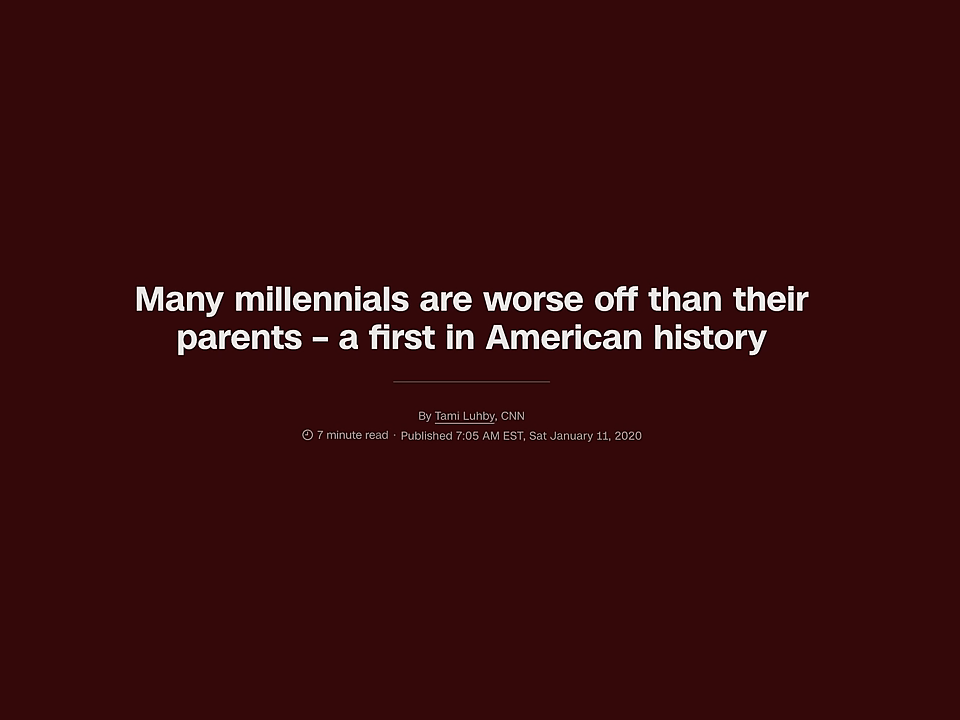 Many millennials are worse off than their
parents – a first in American history
By Tami Luhby, CNN
7 minute read · Published 7:05 AM EST, Sat January 11, 2020